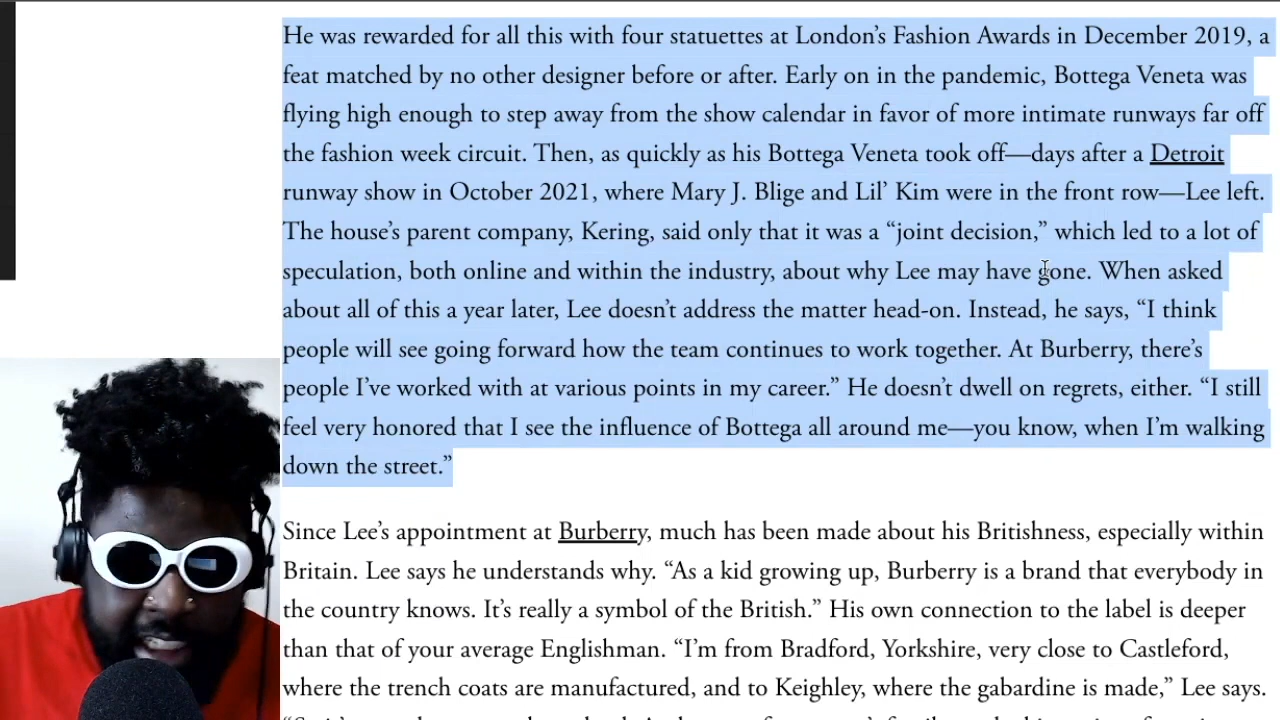 He was rewarded for all this with four statuettes at London’s Fashion Awards in December 2019, a
feat matched by no other designer before or after. Early on in the pandemic, Bottega Veneta was
flying high enough to step away from the show calendar in favor of more intimate runways far off
the fashion week circuit. Then, as quickly as his Bottega Veneta took off—days after a Detroit
runway show in October 2021, where Mary J. Blige and Lil’ Kim were in the front row—Lee left.
The house’s parent company, Kering, said only that it was a “joint decision,” which led to a lot of
speculation, both online and within the industry, about why Lee may have gone. When asked
about all of this a year later, Lee doesn’t address the matter head-on. Instead, he says, “I think
people will see going forward how the team continues to work together. At Burberry, there’s
people I’ve worked with at various points in my career.” He doesn’t dwell on regrets, either. “I still
feel very honored that I see the influence of Bottega all around me—you know, when I’m walking
down the street.”
Since Lee’s appointment at Burberry, much has been made about his Britishness, especially within
Britain. Lee says he understands why. “As a kid growing up, Burberry is a brand that everybody in
the country knows. It’s really a symbol of the British.” His own connection to the label is deeper
than that of your average Englishman. “I’m from Bradford, Yorkshire, very close to Castleford,
where the trench coats are manufactured, and to Keighley, where the gabardine is made,” Lee says.